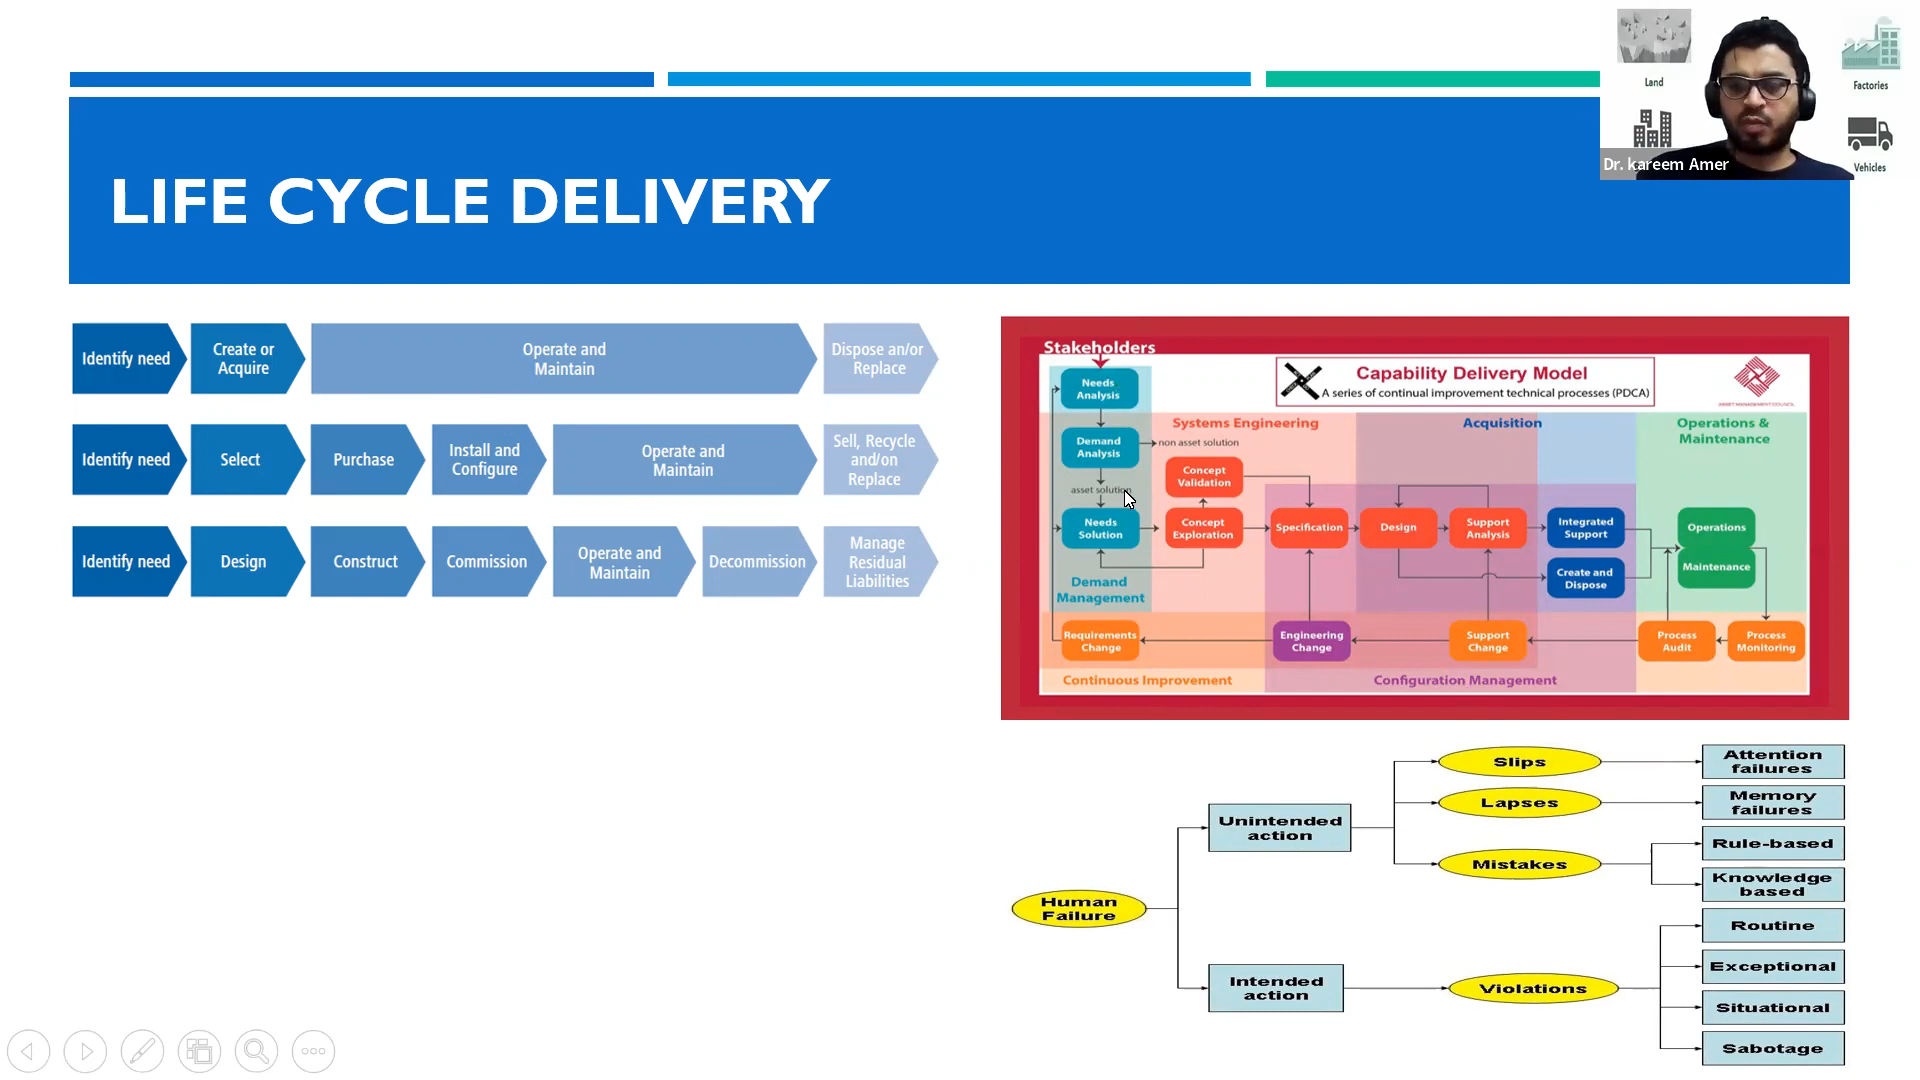 Land
Factories
Vehicles
Dr. kareem Amer
LIFE CYCLE DELIVERY
Identify need
Create or
Acquire
Operate and
Maintain
Dispose an/or
Replace
Identify need
Select
Purchase
Install and
Configure
Operate and
Maintain
Sell, Recycle
and/on
Replace
Identify need
Design
Construct
Commission
Operate and
Maintain
Decommission
Manage
Residual
Liabilities
Stakeholders
Capability Delivery Model
A series of continual improvement technical processes (PDCA)
ASSET MANAGEMENT COUNCIL
Needs
Analysis
Systems Engineering
Acquisition
Operations &
Maintenance
Demand
Analysis
non asset solution
Concept
Validation
asset solution
Needs
Solution
Concept
Exploration
Specification
Design
Support
Analysis
Integrated
Support
Operations
Create and
Dispose
Maintenance
Demand
Management
Requirements
Change
Engineering
Change
Support
Change
Process
Audit
Process
Monitoring
Continuous Improvement
Configuration Management
Human
Failure
Unintended
action
Slips
Attention
failures
Lapses
Memory
failures
Mistakes
Rule-based
Knowledge
based
Intended
action
Violations
Routine
Exceptional
Situational
Sabotage